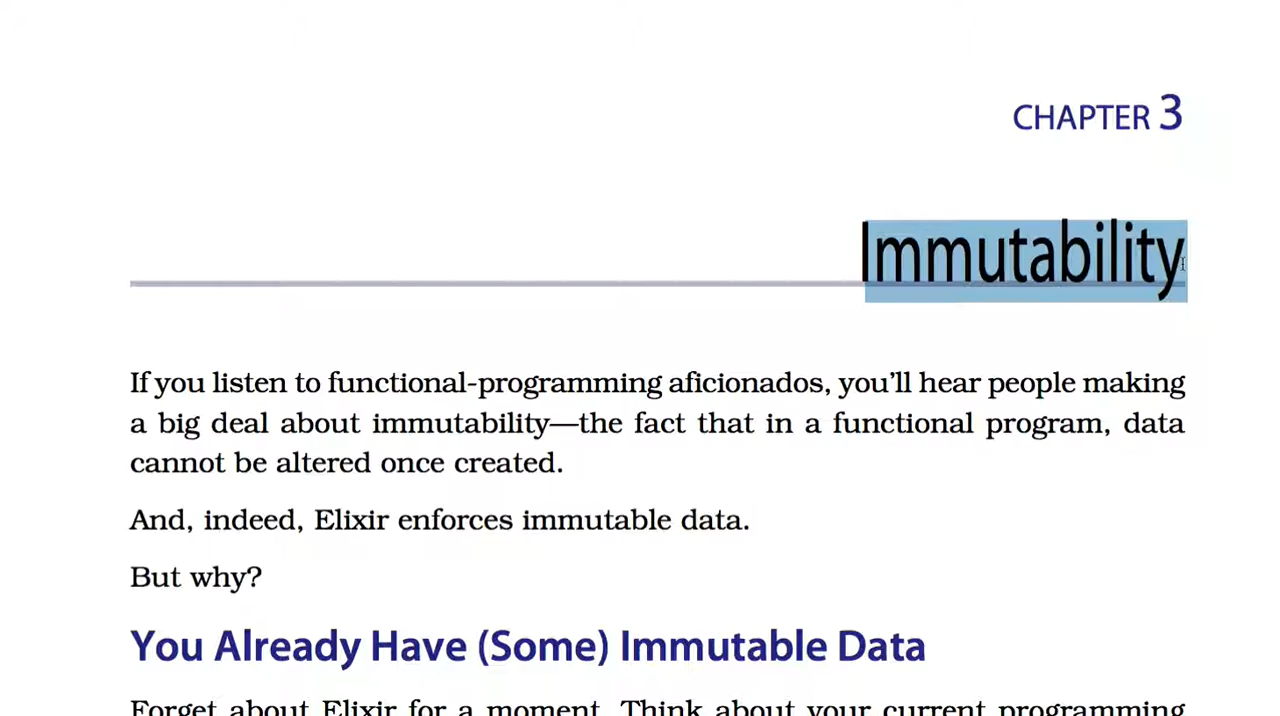 CHAPTER 3
Immutability
If you listen to functional-programming aficionados, you’ll hear people making
a big deal about immutability—the fact that in a functional program, data
cannot be altered once created.
And, indeed, Elixir enforces immutable data.
But why?
You Already Have (Some) Immutable Data
Forget about Elixir for a moment. Think about your current programming